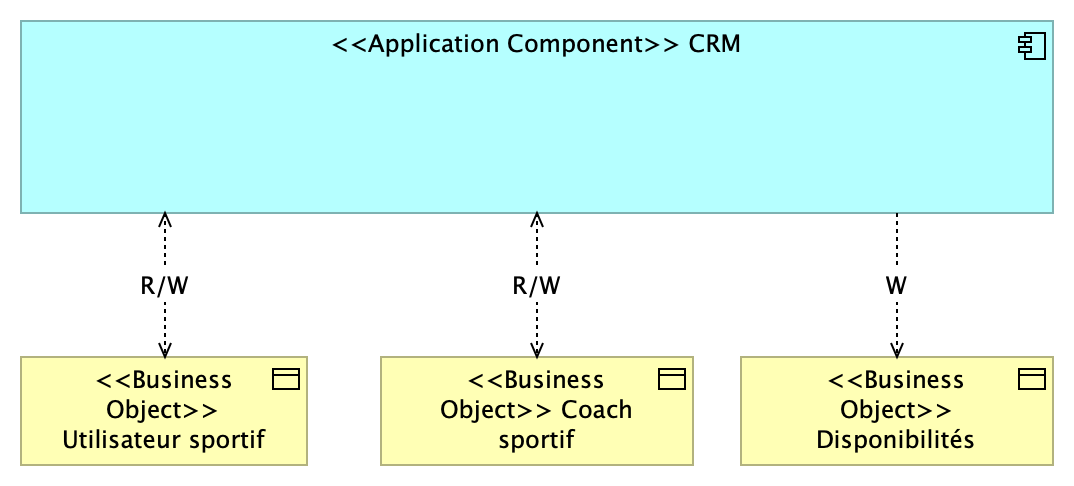 <<Application Component>> CRM
R/W
R/W
W
<<Business
Object>>
Utilisateur sportif
<<Business
Object>> Coach
sportif
<<Business
Object>>
Disponibilités